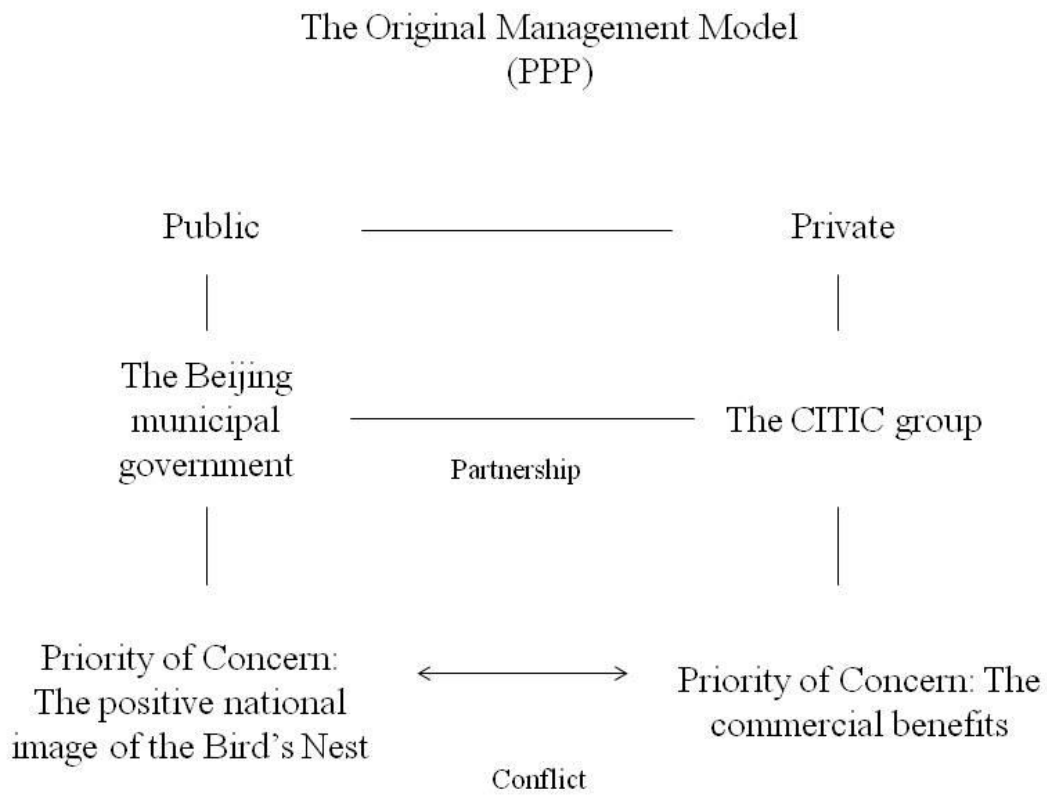 The Original Management Model
(PPP)
Public
Private
The Beijing
municipal
government
The CITIC group
Partnership
Priority of Concern:
The positive national
image of the Bird's Nest
Priority of Concern: The
commercial benefits
Conflict